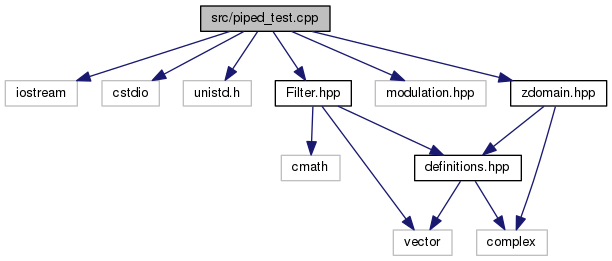 src/piped_test.cpp
iostream
cstdio
unistd.h
Filter.hpp
modulation.hpp
zdomain.hpp
cmath
definitions.hpp
vector
complex